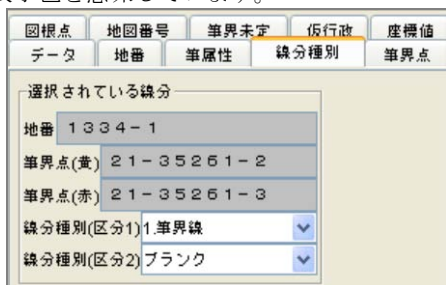 図根点 地図番号 筆界未定 仮行政 座標値
データ 地番 筆属性 線分種別 筆界点
選択されている線分
地番 １３３４－１
筆界点(黄) ２１－３５２６１－２
筆界点(赤) ２１－３５２６１－３
線分種別(区分1) 1.筆界線
線分種別(区分2) ブランク